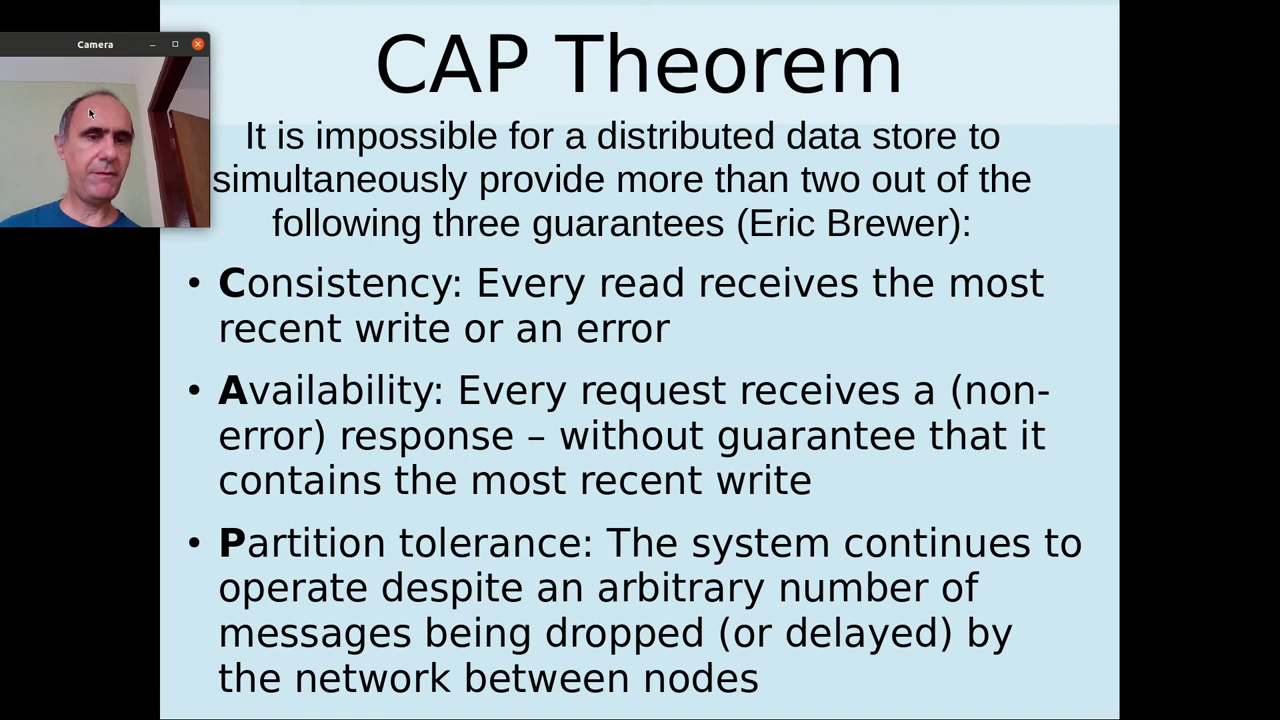 Camera
CAP Theorem
It is impossible for a distributed data store to
simultaneously provide more than two out of the
following three guarantees (Eric Brewer):
• Consistency: Every read receives the most
recent write or an error
• Availability: Every request receives a (non-
error) response – without guarantee that it
contains the most recent write
• Partition tolerance: The system continues to
operate despite an arbitrary number of
messages being dropped (or delayed) by
the network between nodes